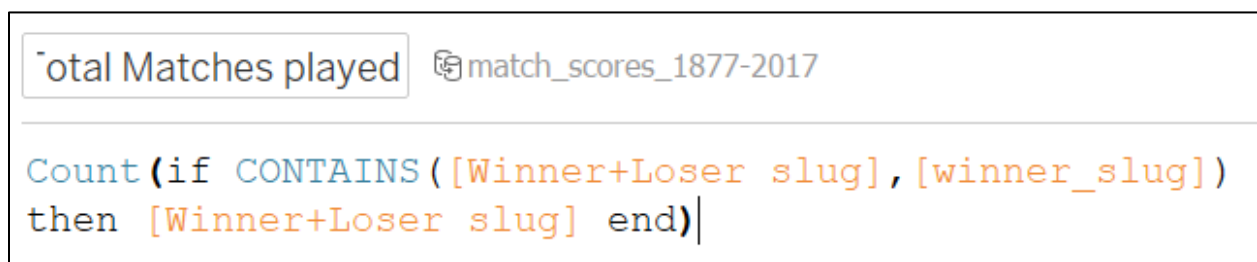 Total Matches played match_scores_1877-2017
Count(if CONTAINS([Winner+Loser slug],[winner_slug])
then [Winner+Loser slug] end)